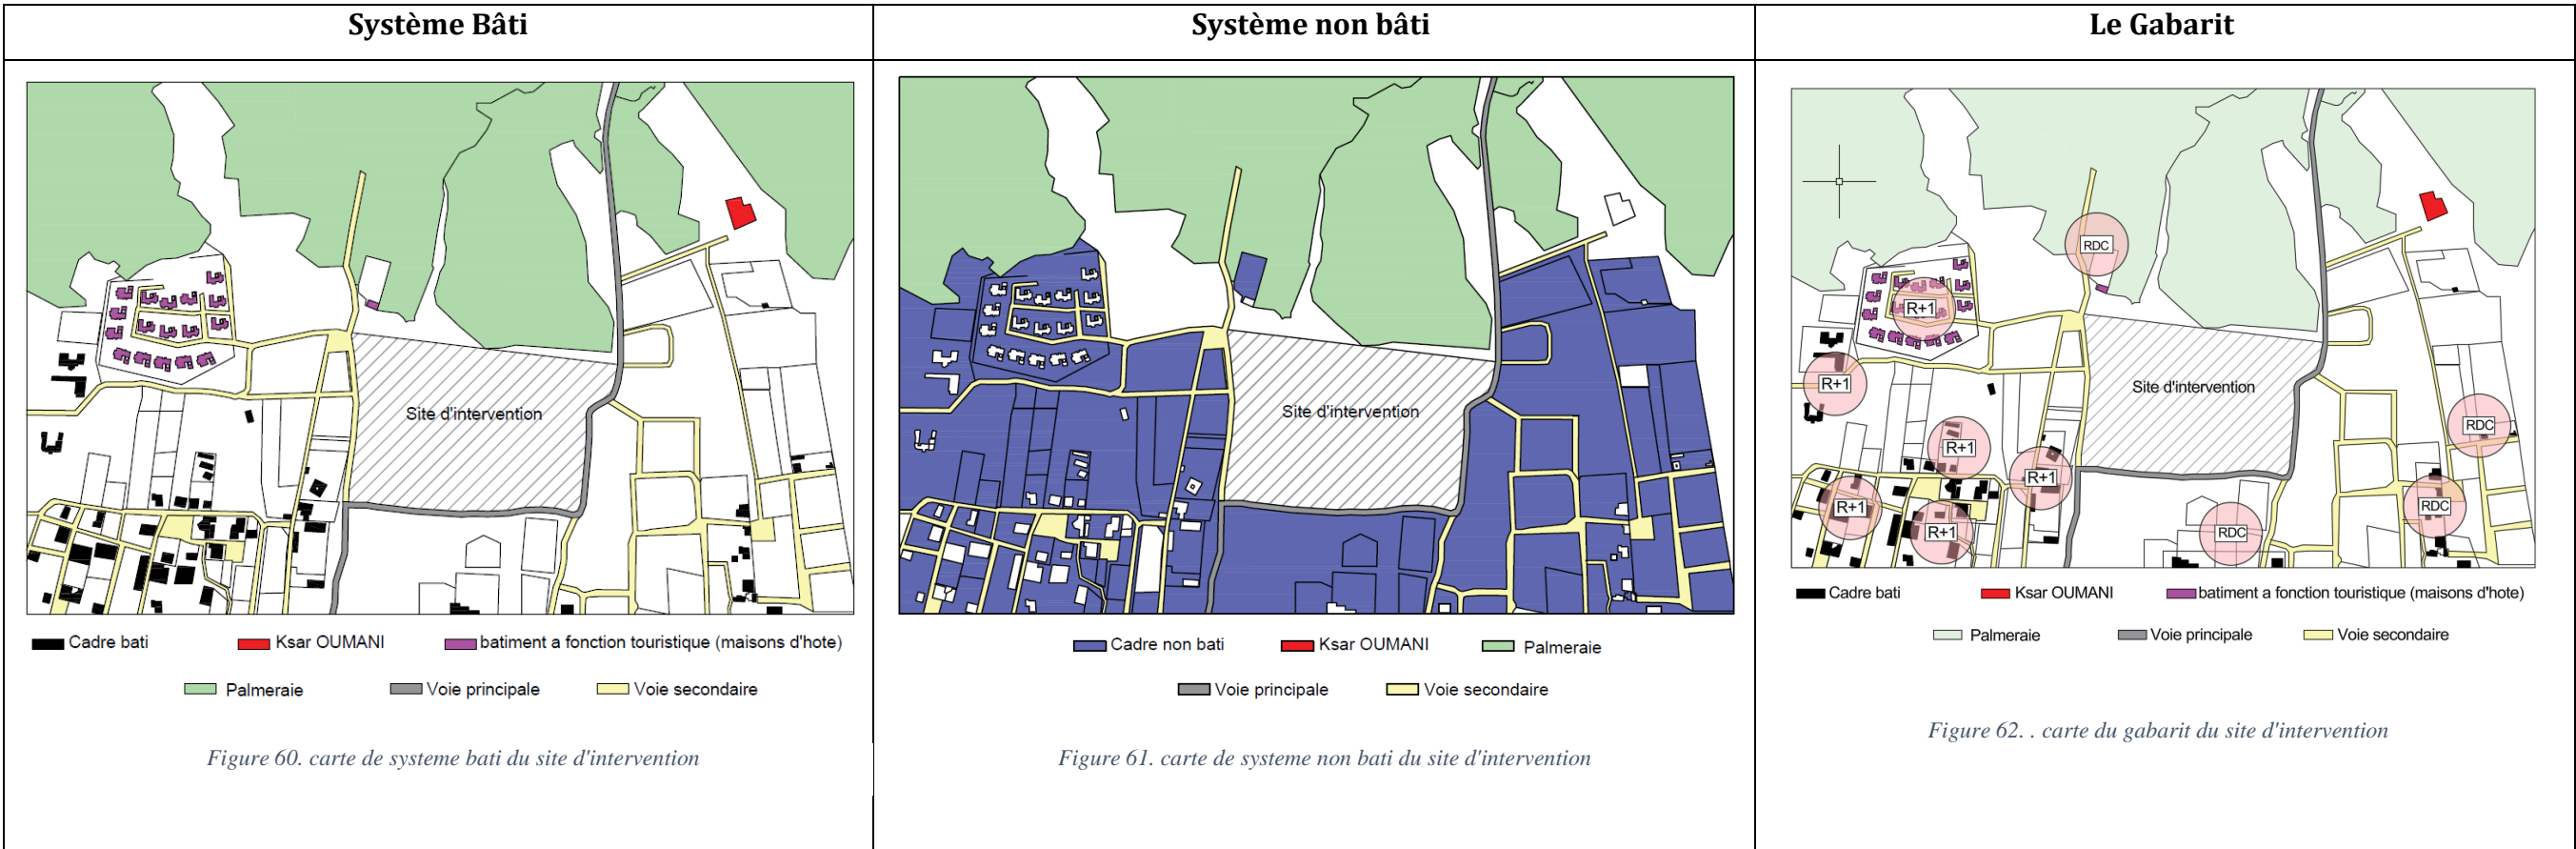 Système Bâti
Système non bâti
Le Gabarit
Site d'intervention
Cadre bati
Ksar OUMANI
batiment a fonction touristique (maisons d'hote)
Palmeraie
Voie principale
Voie secondaire
Figure 60. carte de systeme bati du site d'intervention
Site d'intervention
Cadre non bati
Ksar OUMANI
Palmeraie
Voie principale
Voie secondaire
Figure 61. carte de systeme non bati du site d'intervention
RDC
R+1
R+1
Site d'intervention
RDC
R+1
R+1
R+1
RDC
R+1
RDC
Cadre bati
Ksar OUMANI
batiment a fonction touristique (maisons d'hote)
Palmeraie
Voie principale
Voie secondaire
Figure 62. . carte du gabarit du site d'intervention